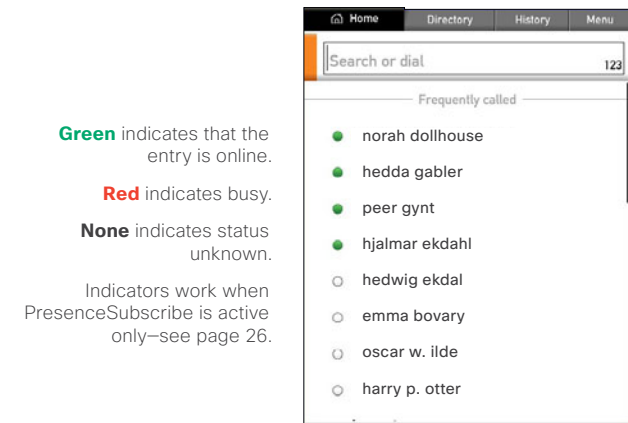 Home Directory History Menu
Search or dial 123
Frequently called
Green indicates that the
entry is online.
Red indicates busy.
None indicates status
unknown.
Indicators work when
PresenceSubscribe is active
only—see page 26.
norah dollhouse
hedda gabler
peer gynt
hjalmar ekdahl
hedwig ekdal
emma bovary
oscar w. ilde
harry p. otter